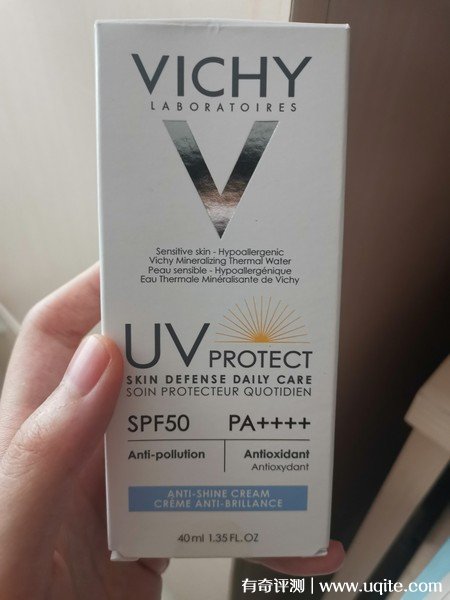 VICHY
LABORATOIRES
Sensitive skin - Hypoallergenic
Vichy Mineralizing Thermal Water
Peau sensible - Hypoallergénique
Eau Thermale Minéralisante de Vichy
UV PROTECT
SKIN DEFENSE DAILY CARE
SOIN PROTECTEUR QUOTIDIEN
SPF50 PA++++
Anti-pollution Antioxidant
Antioxydant
ANTI-SHINE CREAM
CRÈME ANTI-BRILLANCE
40ml 1.35 FL. OZ
有奇评测 | www.uqite.com